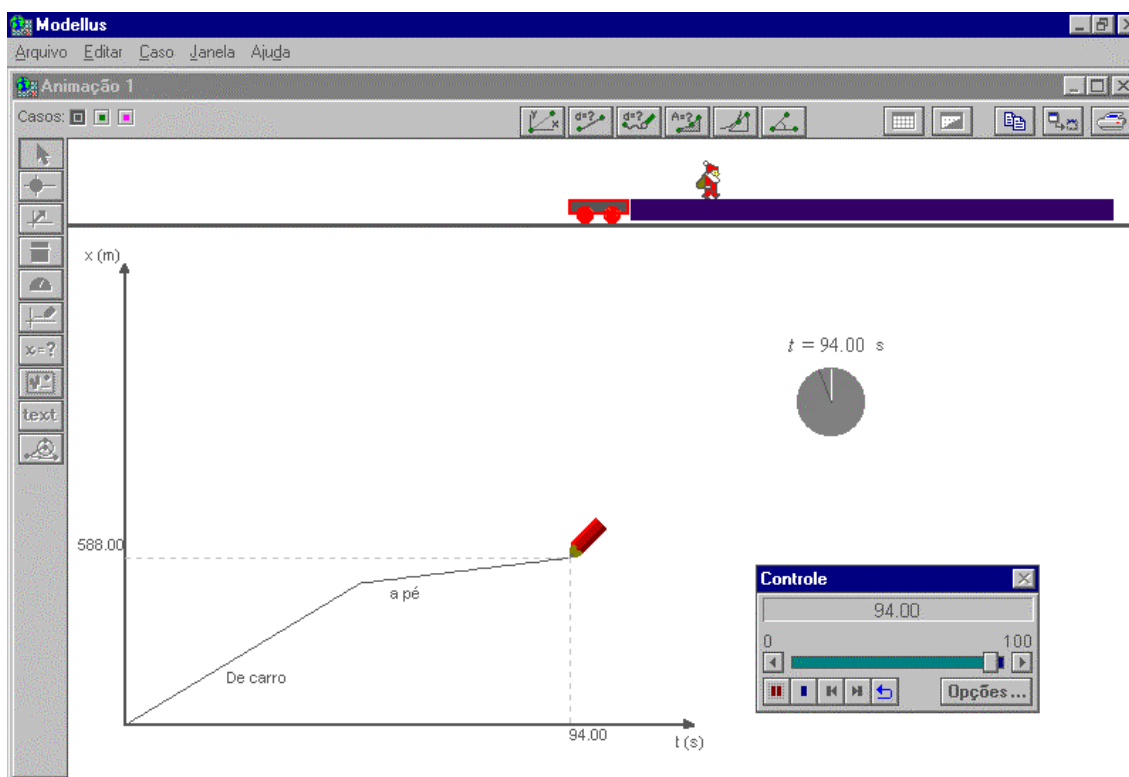 Modellus
Arquivo Editar Caso Janela Ajuda
Animação 1
Casos:
y x d=? d=? A=?
x=?
text
x (m)
t = 94.00 s
588.00
a pé
De carro
94.00
t (s)
Controle
94.00
0 100
Opções...